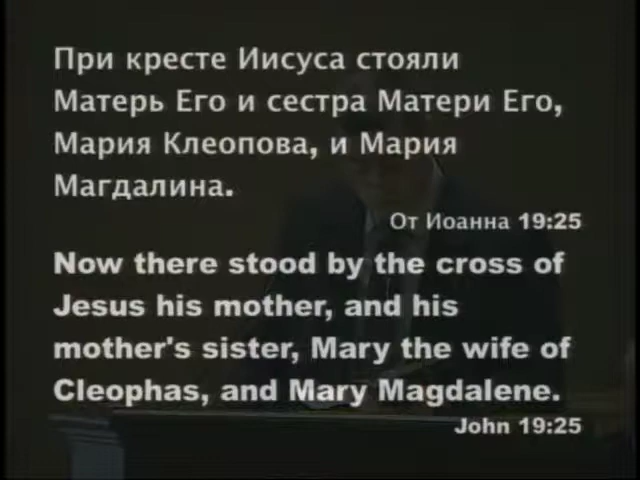 При кресте Иисуса стояли
Матерь Его и сестра Матери Его,
Мария Клеопова, и Мария
Магдалина.
От Иоанна 19:25
Now there stood by the cross of
Jesus his mother, and his
mother's sister, Mary the wife of
Cleophas, and Mary Magdalene.
John 19:25